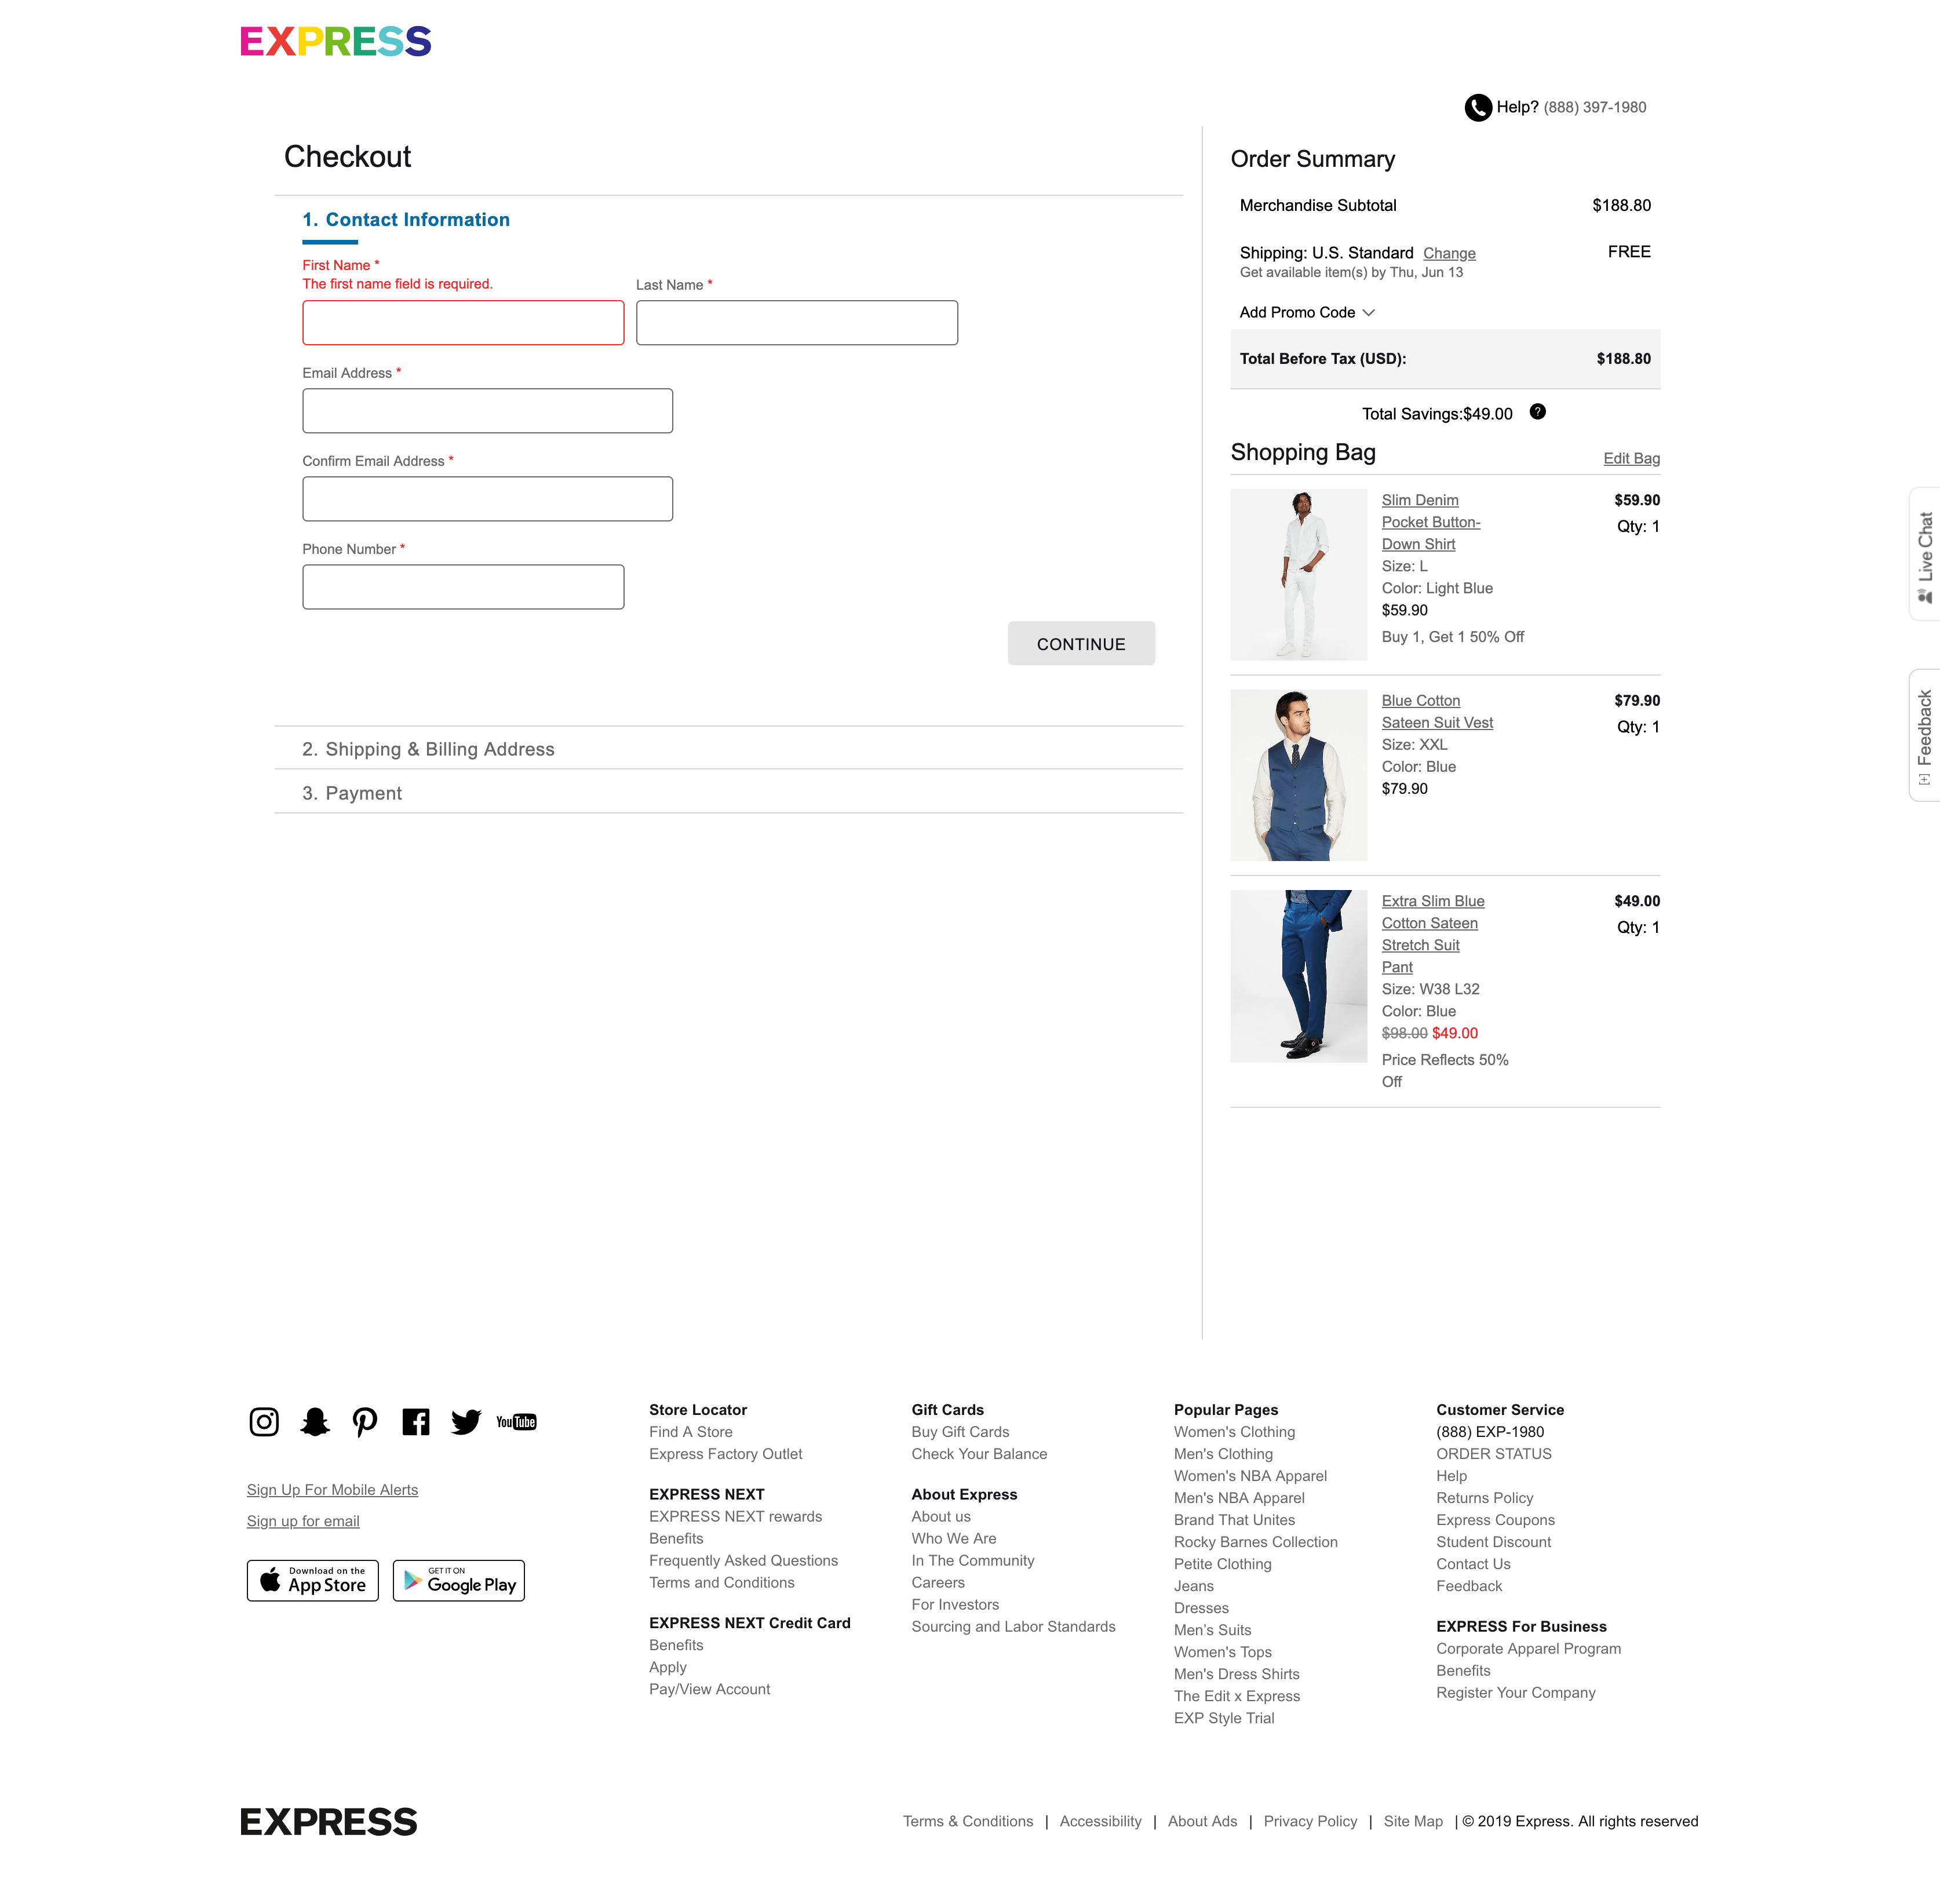 EXPRESS
Help? (888) 397-1980
Checkout
1. Contact Information
First Name *
The first name field is required.
Last Name *
Email Address *
Confirm Email Address *
Phone Number *
CONTINUE
2. Shipping & Billing Address
3. Payment
Order Summary
Merchandise Subtotal $188.80
Shipping: U.S. Standard Change FREE
Get available item(s) by Thu, Jun 13
Add Promo Code
Total Before Tax (USD): $188.80
Total Savings:$49.00 ?
Shopping Bag Edit Bag
Slim Denim $59.90
Pocket Button- Qty: 1
Down Shirt
Size: L
Color: Light Blue
$59.90
Buy 1, Get 1 50% Off
Blue Cotton $79.90
Sateen Suit Vest Qty: 1
Size: XXL
Color: Blue
$79.90
Extra Slim Blue $49.00
Cotton Sateen Qty: 1
Stretch Suit
Pant
Size: W38 L32
Color: Blue
$98.00 $49.00
Price Reflects 50%
Off
Live Chat
[+] Feedback
YouTube
Sign Up For Mobile Alerts
Sign up for email
Download on the
App Store
GET IT ON
Google Play
Store Locator
Find A Store
Express Factory Outlet
EXPRESS NEXT
EXPRESS NEXT rewards
Benefits
Frequently Asked Questions
Terms and Conditions
EXPRESS NEXT Credit Card
Benefits
Apply
Pay/View Account
Gift Cards
Buy Gift Cards
Check Your Balance
About Express
About us
Who We Are
In The Community
Careers
For Investors
Sourcing and Labor Standards
Popular Pages
Women's Clothing
Men's Clothing
Women's NBA Apparel
Men's NBA Apparel
Brand That Unites
Rocky Barnes Collection
Petite Clothing
Jeans
Dresses
Men’s Suits
Women's Tops
Men's Dress Shirts
The Edit x Express
EXP Style Trial
Customer Service
(888) EXP-1980
ORDER STATUS
Help
Returns Policy
Express Coupons
Student Discount
Contact Us
Feedback
EXPRESS For Business
Corporate Apparel Program
Benefits
Register Your Company
EXPRESS
Terms & Conditions | Accessibility | About Ads | Privacy Policy | Site Map | © 2019 Express. All rights reserved